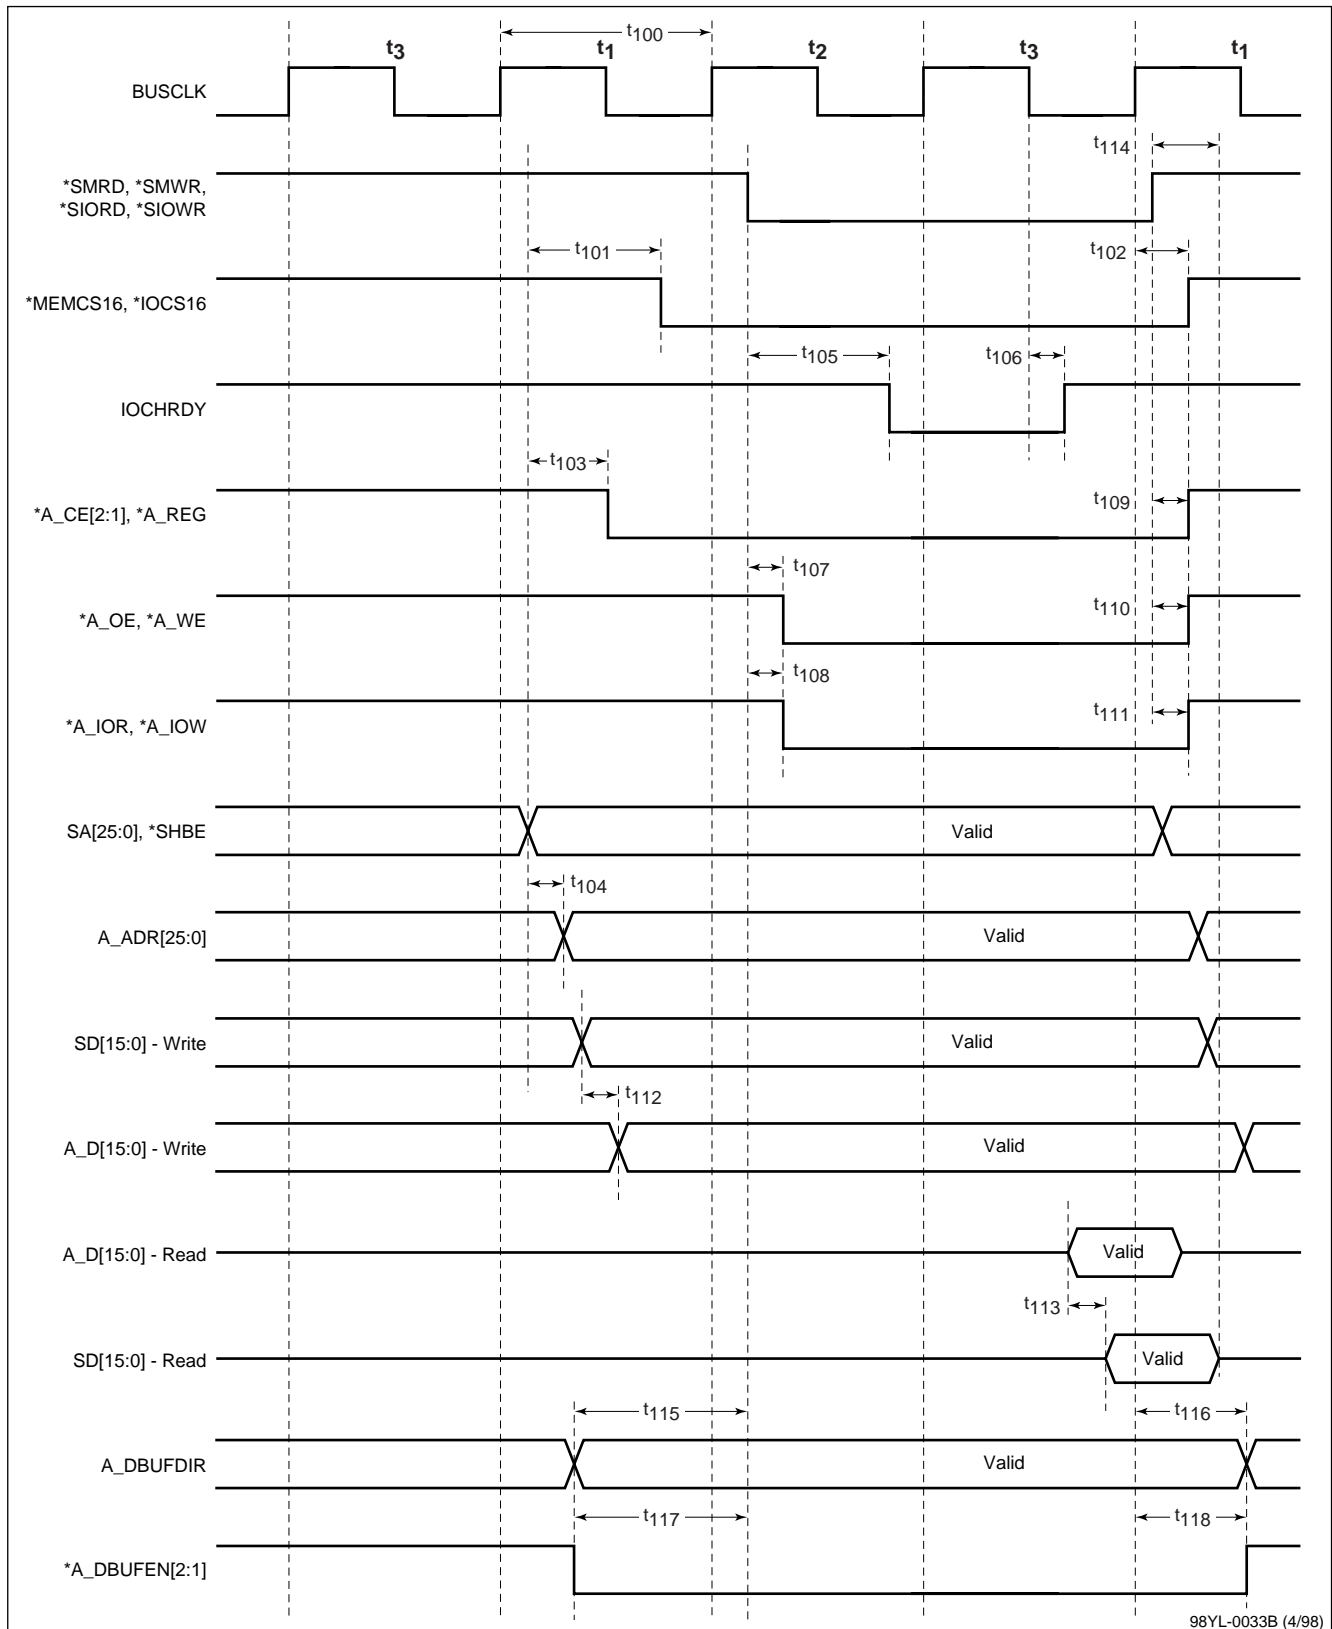 t100
t3 t1 t2 t3 t1
BUSCLK
t114
*SMRD, *SMWR,
*SIORD, *SIOWR
t101 t102
*MEMCS16, *IOCS16
t105 t106
IOCHRDY
t103
*A_CE[2:1], *A_REG t109
t107
*A_OE, *A_WE t110
t108
*A_IOR, *A_IOW t111
SA[25:0], *SHBE Valid
t104
A_ADR[25:0] Valid
SD[15:0] - Write Valid
t112
A_D[15:0] - Write Valid
A_D[15:0] - Read Valid
t113
SD[15:0] - Read Valid
t115 t116
A_DBUFDIR Valid
t117 t118
*A_DBUFEN[2:1]
98YL-0033B (4/98)